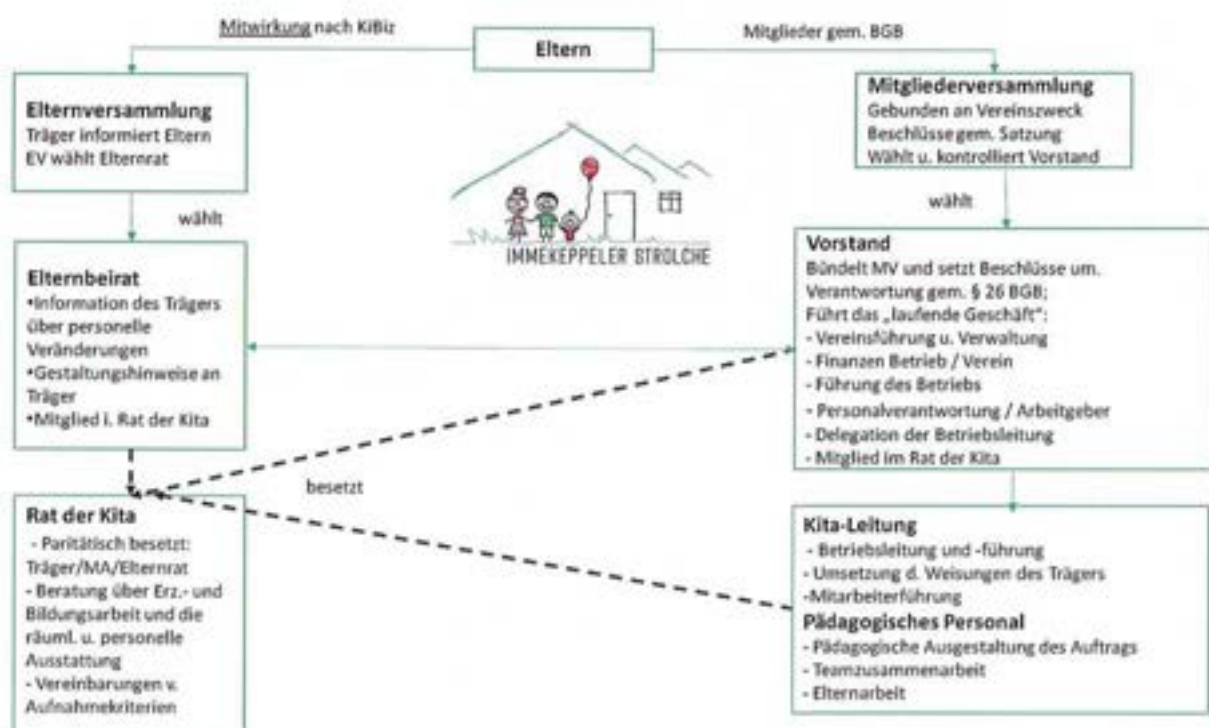 Mitwirkung nach KiBiz
Eltern
Mitglieder gem. BGB
Elternversammlung
Träger informiert Eltern
EV wählt Elternrat
Mitgliederversammlung
Gebunden an Vereinszweck
Beschlüsse gem. Satzung
Wählt u. kontrolliert Vorstand
wählt
wählt
IMMEKEPPELER STROLCHE
Elternbeirat
•Information des Trägers
über personelle
Veränderungen
•Gestaltungshinweise an
Träger
•Mitglied i. Rat der Kita
Vorstand
Bündelt MV und setzt Beschlüsse um.
Verantwortung gem. § 26 BGB;
Führt das „laufende Geschäft":
- Vereinsführung u. Verwaltung
- Finanzen Betrieb / Verein
- Führung des Betriebs
- Personalverantwortung / Arbeitgeber
- Delegation der Betriebsleitung
- Mitglied im Rat der Kita
besetzt
Rat der Kita
- Paritätisch besetzt:
Träger/MA/Elternrat
- Beratung über Erz.- und
Bildungsarbeit und die
räuml. u. personelle
Ausstattung
- Vereinbarungen v.
Aufnahmekriterien
Kita-Leitung
- Betriebsleitung und -führung
- Umsetzung d. Weisungen des Trägers
-Mitarbeiterführung
Pädagogisches Personal
- Pädagogische Ausgestaltung des Auftrags
- Teamzusammenarbeit
- Elternarbeit